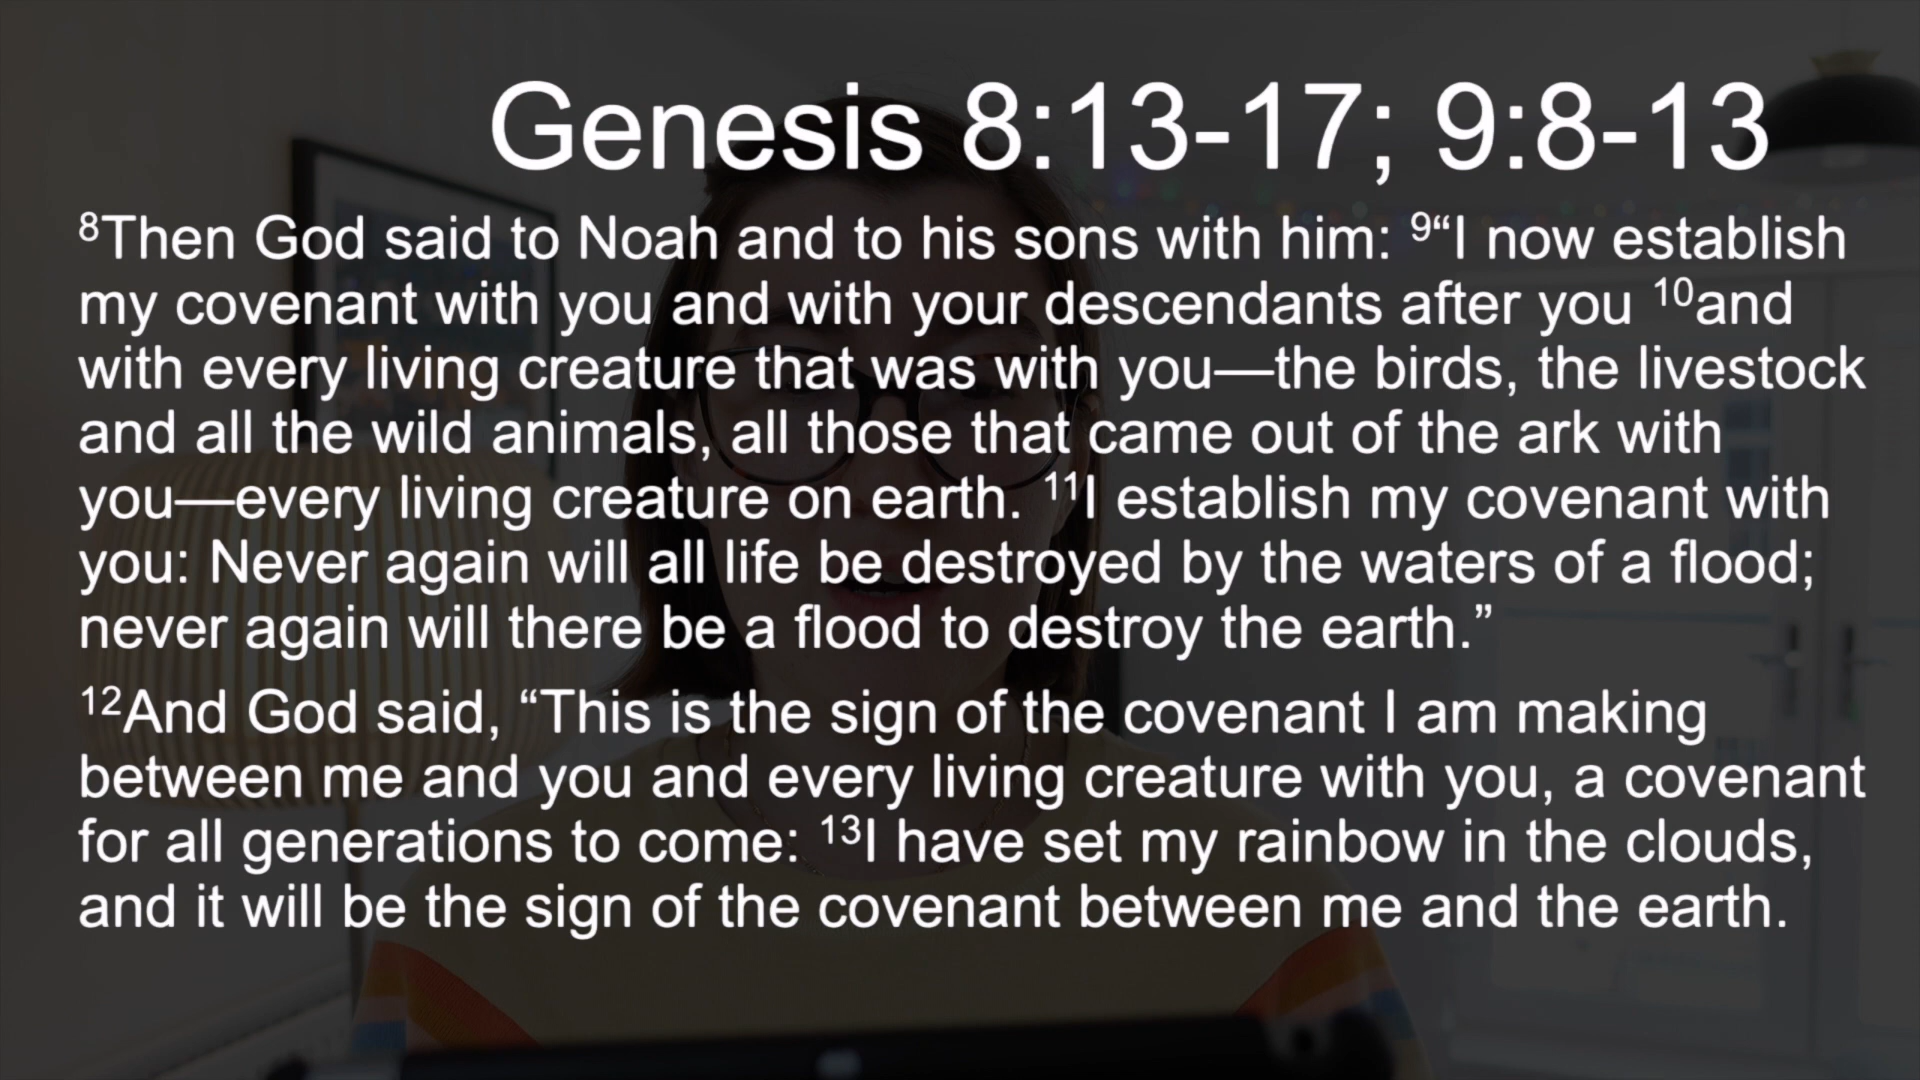 Genesis 8:13-17; 9:8-13
⁸Then God said to Noah and to his sons with him: ⁹“I now establish
my covenant with you and with your descendants after you ¹⁰and
with every living creature that was with you—the birds, the livestock
and all the wild animals, all those that came out of the ark with
you—every living creature on earth. ¹¹I establish my covenant with
you: Never again will all life be destroyed by the waters of a flood;
never again will there be a flood to destroy the earth.”
¹²And God said, “This is the sign of the covenant I am making
between me and you and every living creature with you, a covenant
for all generations to come: ¹³I have set my rainbow in the clouds,
and it will be the sign of the covenant between me and the earth.